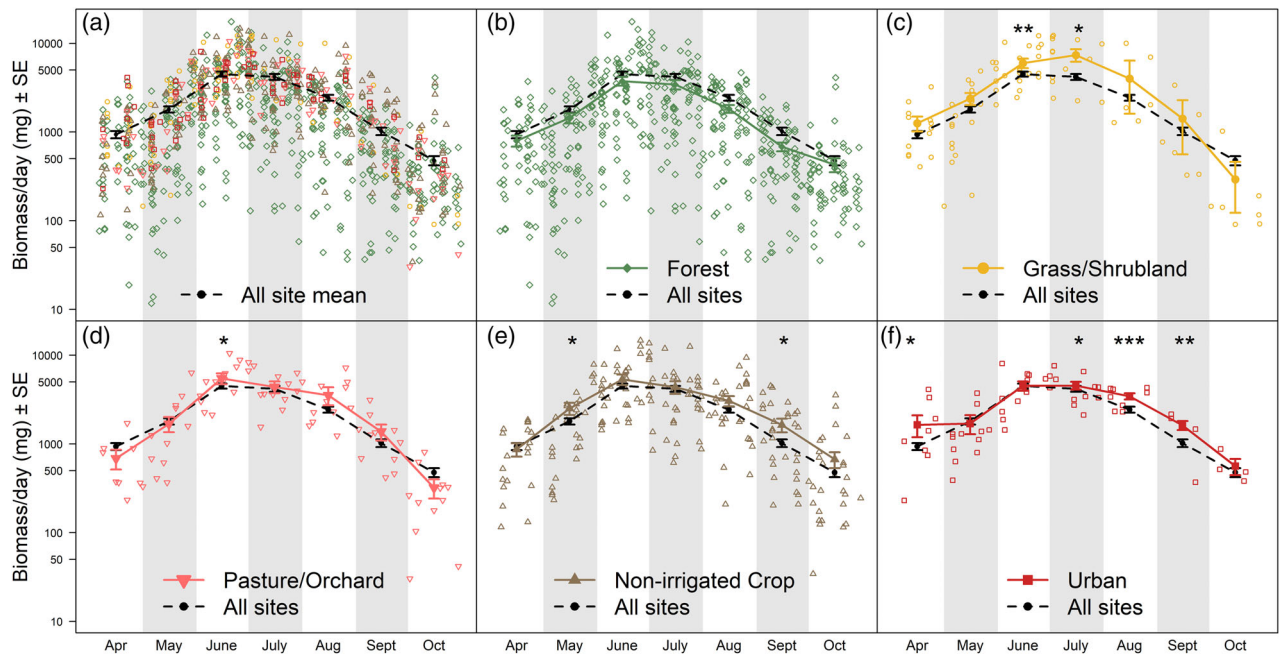 (a)
(b)
(c)
** *
Biomass/day (mg) ± SE
10000
5000
1000
500
100
50
10
All site mean
Forest
All sites
Grass/Shrubland
All sites
(d)
(e)
(f)
*
* *
* * *** **
Biomass/day (mg) ± SE
10000
5000
1000
500
100
50
10
Pasture/Orchard
All sites
Non-irrigated Crop
All sites
Urban
All sites
Apr May June July Aug Sept Oct
Apr May June July Aug Sept Oct
Apr May June July Aug Sept Oct